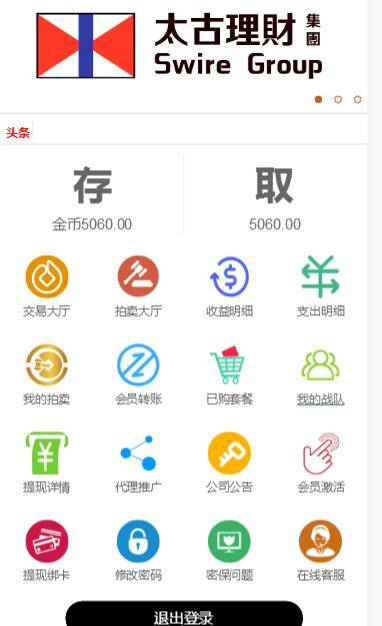 太古理財 集團
Swire Group
头条
存 取
金币5060.00 5060.00
交易大厅 拍卖大厅 收益明细 支出明细
我的拍卖 会员转账 已购套餐 我的战队
提现详情 代理推广 公司公告 会员激活
提现绑卡 修改密码 密保问题 在线客服
退出登录